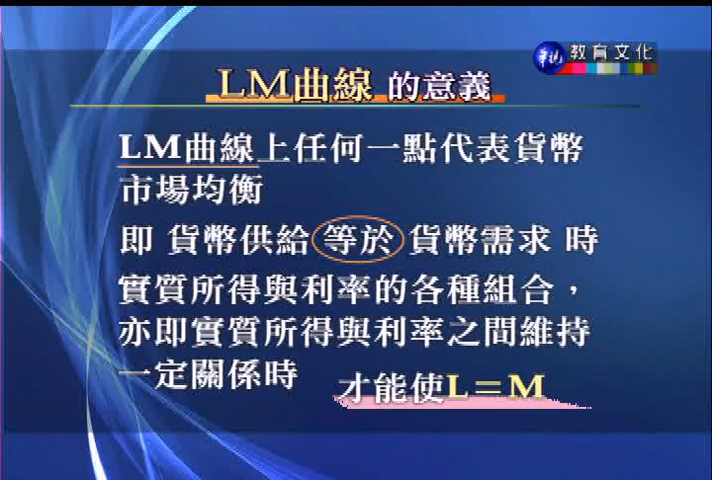 教育文化
LM曲線的意義
LM曲線上任何一點代表貨幣
市場均衡
即 貨幣供給 等於 貨幣需求 時
實質所得與利率的各種組合，
亦即實質所得與利率之間維持
一定關係時 才能使L=M